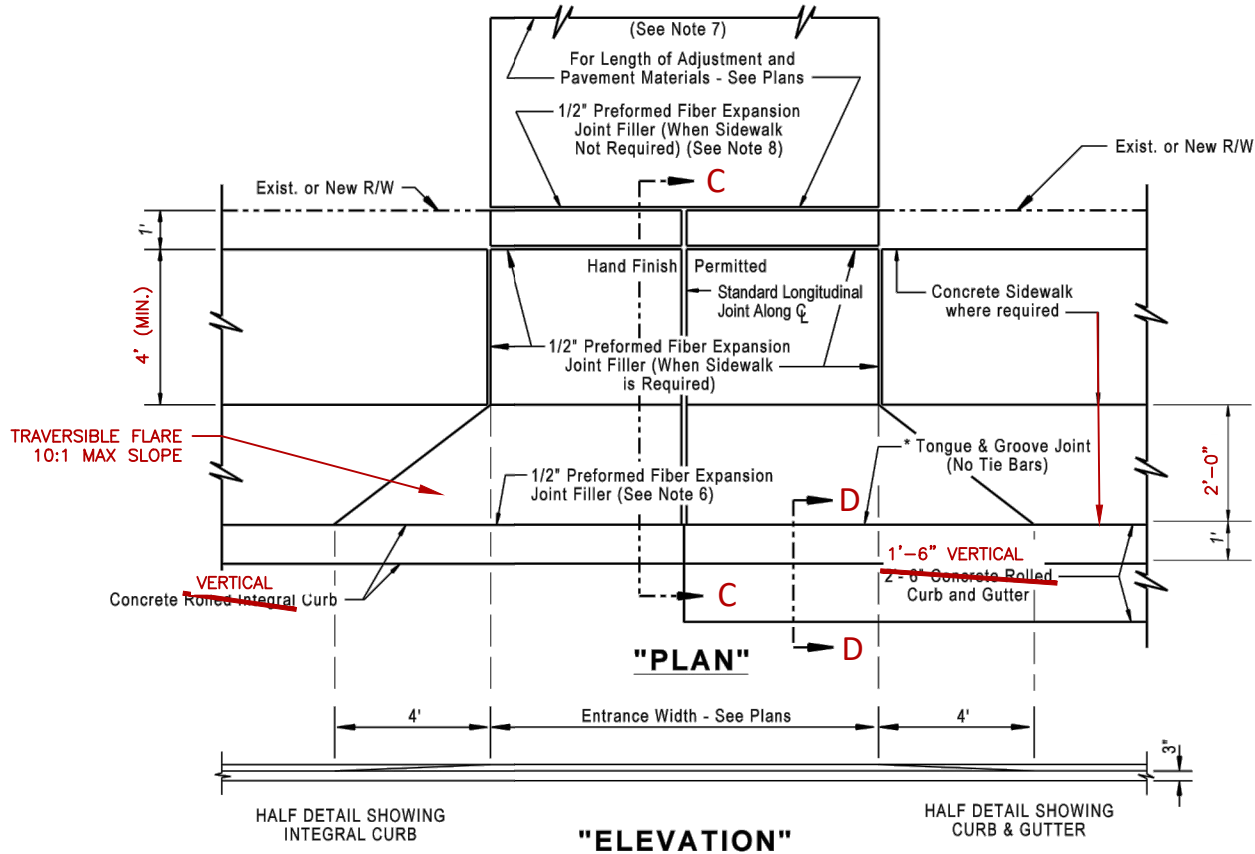 (See Note 7)
For Length of Adjustment and
Pavement Materials - See Plans
1/2" Preformed Fiber Expansion
Joint Filler (When Sidewalk
Not Required) (See Note 8)
Exist. or New R/W
Exist. or New R/W
C
1'
Hand Finish Permitted
Standard Longitudinal
Joint Along ℄
Concrete Sidewalk
where required
4' (MIN.)
1/2" Preformed Fiber Expansion
Joint Filler (When Sidewalk
is Required)
TRAVERSIBLE FLARE
10:1 MAX SLOPE
* Tongue & Groove Joint
(No Tie Bars)
2'-0"
1/2" Preformed Fiber Expansion
Joint Filler (See Note 6)
D
1'
1'-6" VERTICAL
2'- 6" Concrete Rolled
Curb and Gutter
VERTICAL
Concrete Rolled Integral Curb
C
D
"PLAN"
4'
Entrance Width - See Plans
4'
3"
HALF DETAIL SHOWING
INTEGRAL CURB
HALF DETAIL SHOWING
CURB & GUTTER
"ELEVATION"